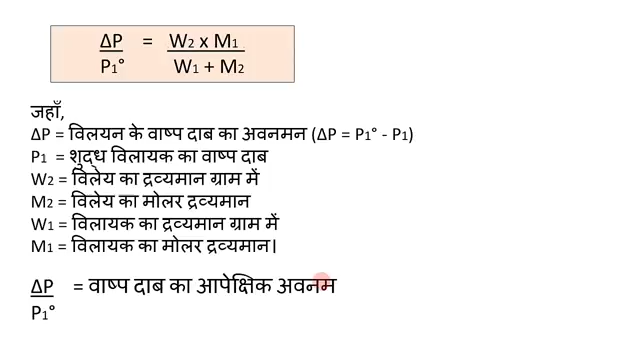 ΔP = W₂ x M₁
P₁° W₁ + M₂
जहाँ,
ΔP = विलयन के वाष्प दाब का अवनमन (ΔP = P₁° - P₁)
P₁ = शुद्ध विलायक का वाष्प दाब
W₂ = विलेय का द्रव्यमान ग्राम में
M₂ = विलेय का मोलर द्रव्यमान
W₁ = विलायक का द्रव्यमान ग्राम में
M₁ = विलायक का मोलर द्रव्यमान।
ΔP = वाष्प दाब का आपेक्षिक अवनम
P₁°